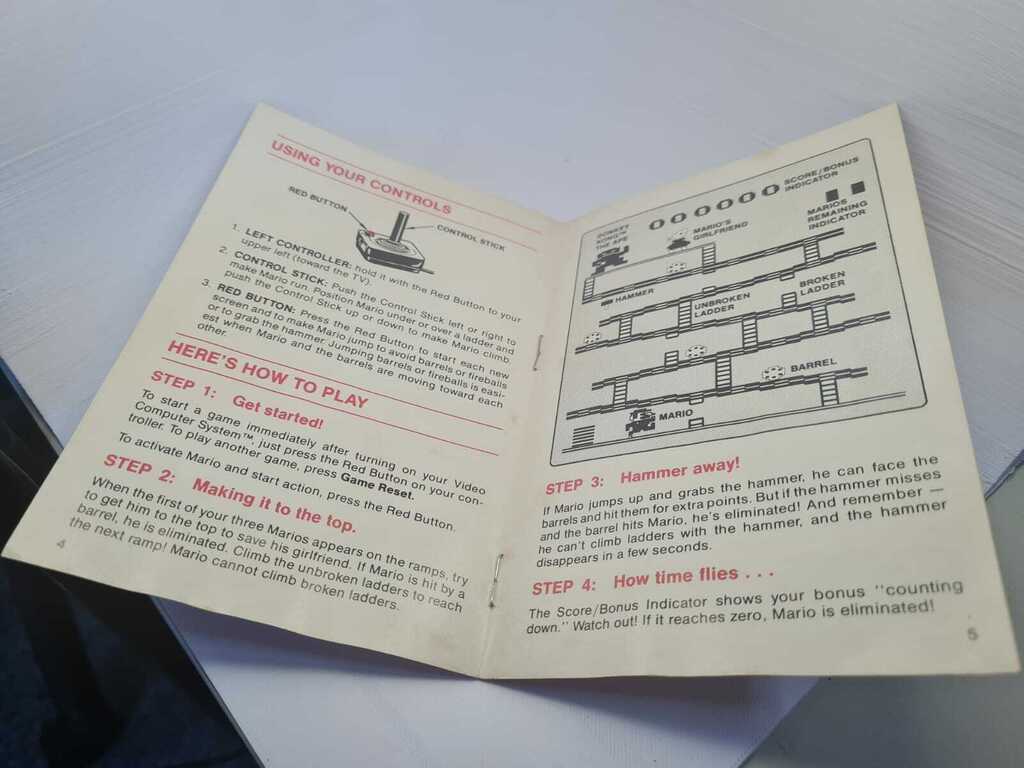 USING YOUR CONTROLS
RED BUTTON
CONTROL STICK
1. LEFT CONTROLLER: hold it with the Red Button to your
upper left (toward the TV).
2. CONTROL STICK: Push the Control Stick left or right to
make Mario run. Position Mario under or over a ladder and
push the Control Stick up or down to make Mario climb
3. RED BUTTON: Press the Red Button to start each new
screen and to make Mario jump to avoid barrels or fireballs
or to grab the hammer. Jumping barrels or fireballs is easi-
est when Mario and the barrels are moving toward each
other.
HERE'S HOW TO PLAY
STEP 1: Get started!
To start a game immediately after turning on your Video
Computer System™, just press the Red Button on your con-
troller. To play another game, press Game Reset.
To activate Mario and start action, press the Red Button.
STEP 2: Making it to the top.
When the first of your three Marios appears on the ramps, try
to get him to the top to save his girlfriend. If Mario is hit by a
barrel, he is eliminated. Climb the unbroken ladders to reach
the next ramp! Mario cannot climb broken ladders.
4
000000
SCORE/BONUS
INDICATOR
DONKEY
KONG
THE APE
MARIO'S
GIRLFRIEND
MARIOS
REMAINING
INDICATOR
HAMMER
UNBROKEN
LADDER
BROKEN
LADDER
BARREL
MARIO
STEP 3: Hammer away!
If Mario jumps up and grabs the hammer, he can face the
barrels and hit them for extra points. But if the hammer misses
and the barrel hits Mario, he's eliminated! And remember —
he can't climb ladders with the hammer, and the hammer
disappears in a few seconds.
STEP 4: How time flies . . .
The Score/Bonus Indicator shows your bonus "counting
down." Watch out! If it reaches zero, Mario is eliminated!
5